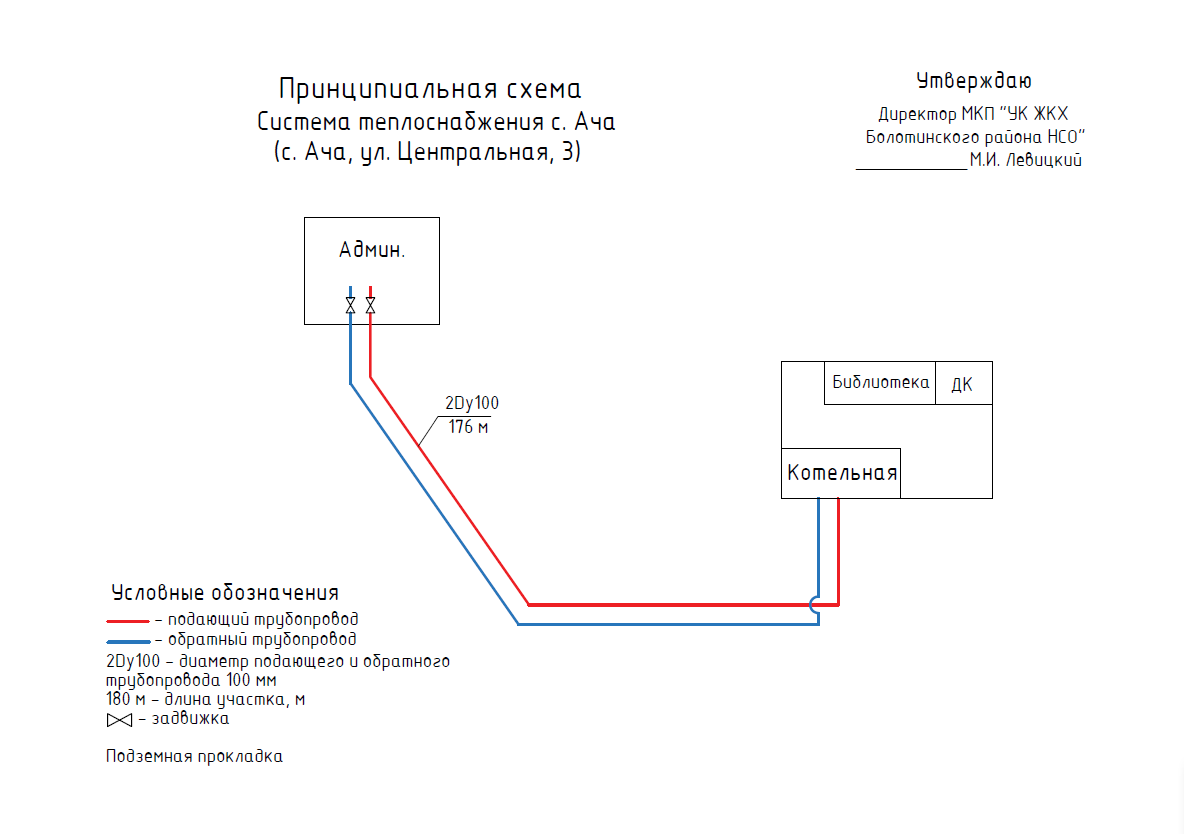 Принципиальная схема
Система теплоснабжения с. Ача
(с. Ача, ул. Центральная, 3)
Утверждаю
Директор МКП "УК ЖКХ
Болотинского района НСО"
М.И. Левицкий
Админ.
2Dу100
176 м
Библиотека
ДК
Котельная
Условные обозначения
– подающий трубопровод
– обратный трубопровод
2Dу100 – диаметр подающего и обратного
трубопровода 100 мм
180 м – длина участка, м
– задвижка
Подземная прокладка